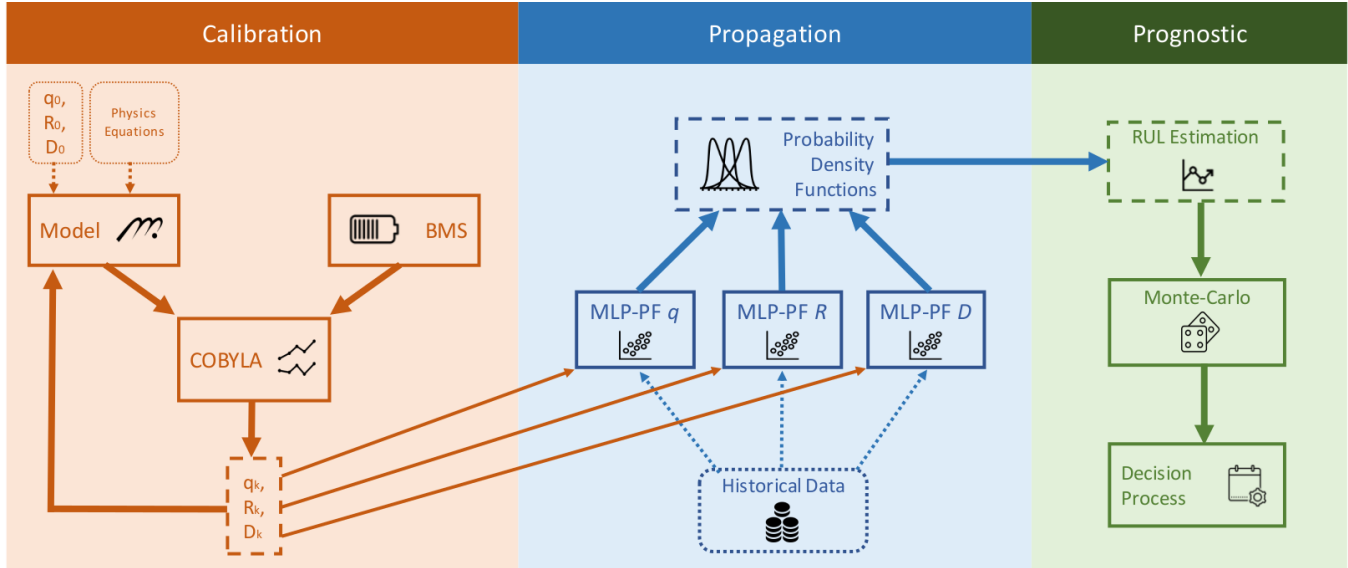 Calibration
Propagation
Prognostic
q₀,
R₀,
D₀
Physics
Equations
Model
BMS
COBYLA
qₖ,
Rₖ,
Dₖ
Probability
Density
Functions
MLP-PF q
MLP-PF R
MLP-PF D
Historical Data
RUL Estimation
Monte-Carlo
Decision
Process